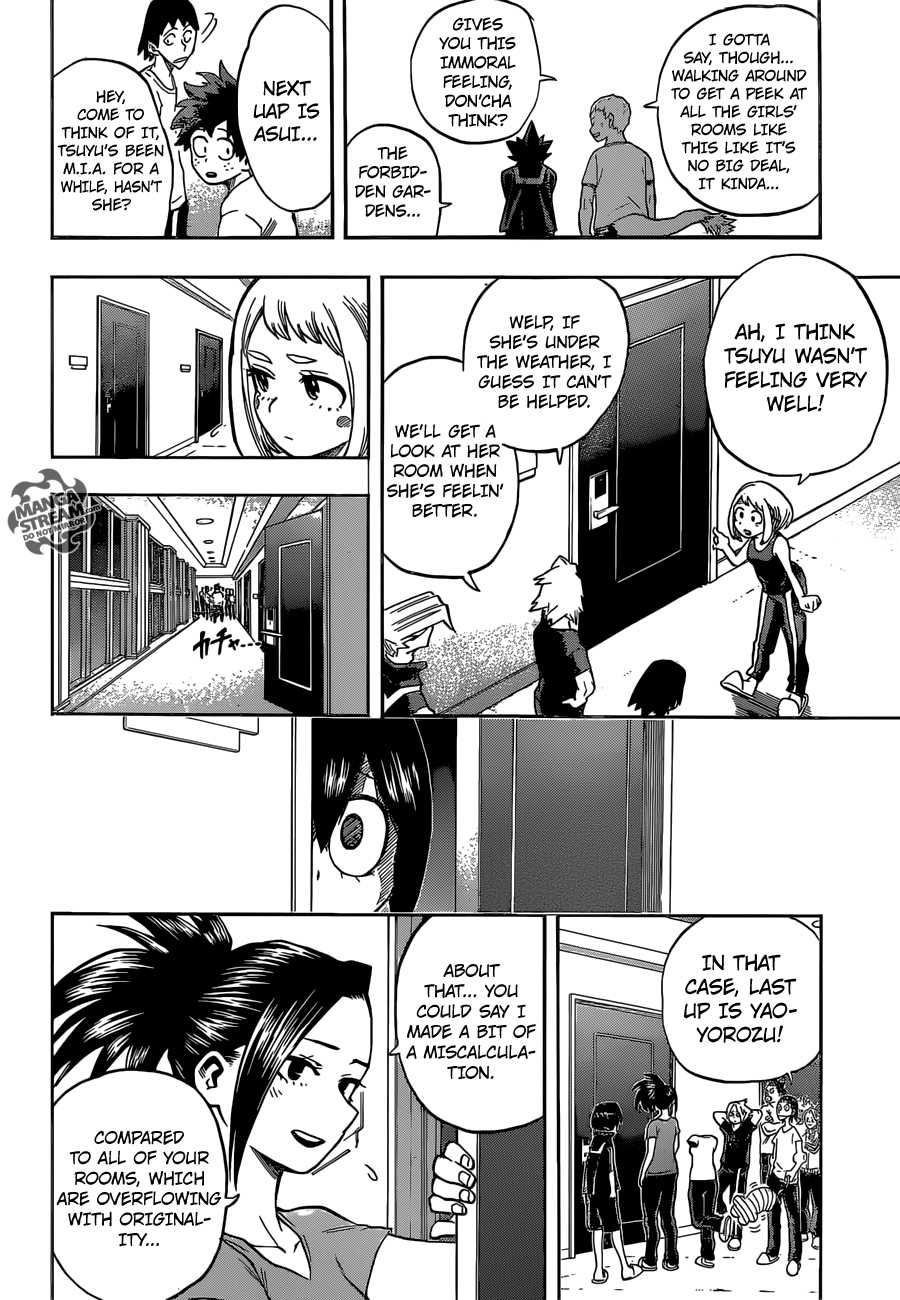 I GOTTA
SAY, THOUGH...
WALKING AROUND
TO GET A PEEK AT
ALL THE GIRLS'
ROOMS LIKE
THIS LIKE IT'S
NO BIG DEAL,
IT KINDA...
GIVES
YOU THIS
IMMORAL
FEELING,
DON'CHA
THINK?
THE
FORBID-
DEN GAR-
DENS...
NEXT
UAP IS
ASUI...
HEY,
COME TO
THINK OF IT,
TSUYU'S BEEN
M.I.A. FOR A
WHILE, HASN'T
SHE?
AH, I THINK
TSUYU WASN'T
FEELING VERY
WELL!
WELP, IF
SHE'S UNDER
THE WEATHER, I
GUESS IT CAN'T
BE HELPED.
WE'LL GET A
LOOK AT HER
ROOM WHEN
SHE'S FEELIN'
BETTER.
MANGA
STREAM.com
DO NOT MIRROR!
カチャ…
IN THAT
CASE, LAST
UP IS YAO-
YOROZU!
ABOUT
THAT... YOU
COULD SAY I
MADE A BIT OF
A MISCALCULA-
TION.
COMPARED
TO ALL OF YOUR
ROOMS, WHICH
ARE OVERFLOWING
WITH ORIGINAL-
ITY...